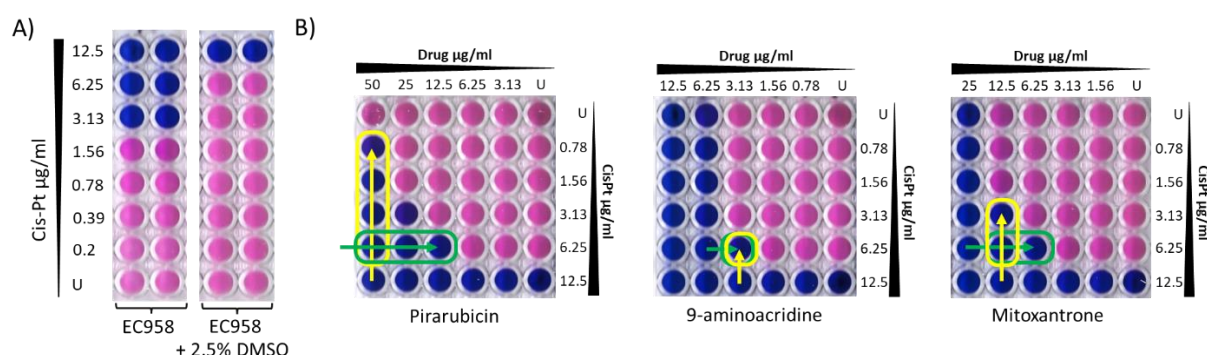 A)
12.5
6.25
3.13
1.56
0.78
0.39
0.2
U
Cis-Pt µg/ml
EC958
EC958
+ 2.5% DMSO
B)
Drug µg/ml
50 25 12.5 6.25 3.13 U
U
0.78
1.56
3.13
6.25
12.5
CisPt µg/ml
Pirarubicin
Drug µg/ml
12.5 6.25 3.13 1.56 0.78 U
U
0.78
1.56
3.13
6.25
12.5
CisPt µg/ml
9-aminoacridine
Drug µg/ml
25 12.5 6.25 3.13 1.56 U
U
0.78
1.56
3.13
6.25
12.5
CisPt µg/ml
Mitoxantrone